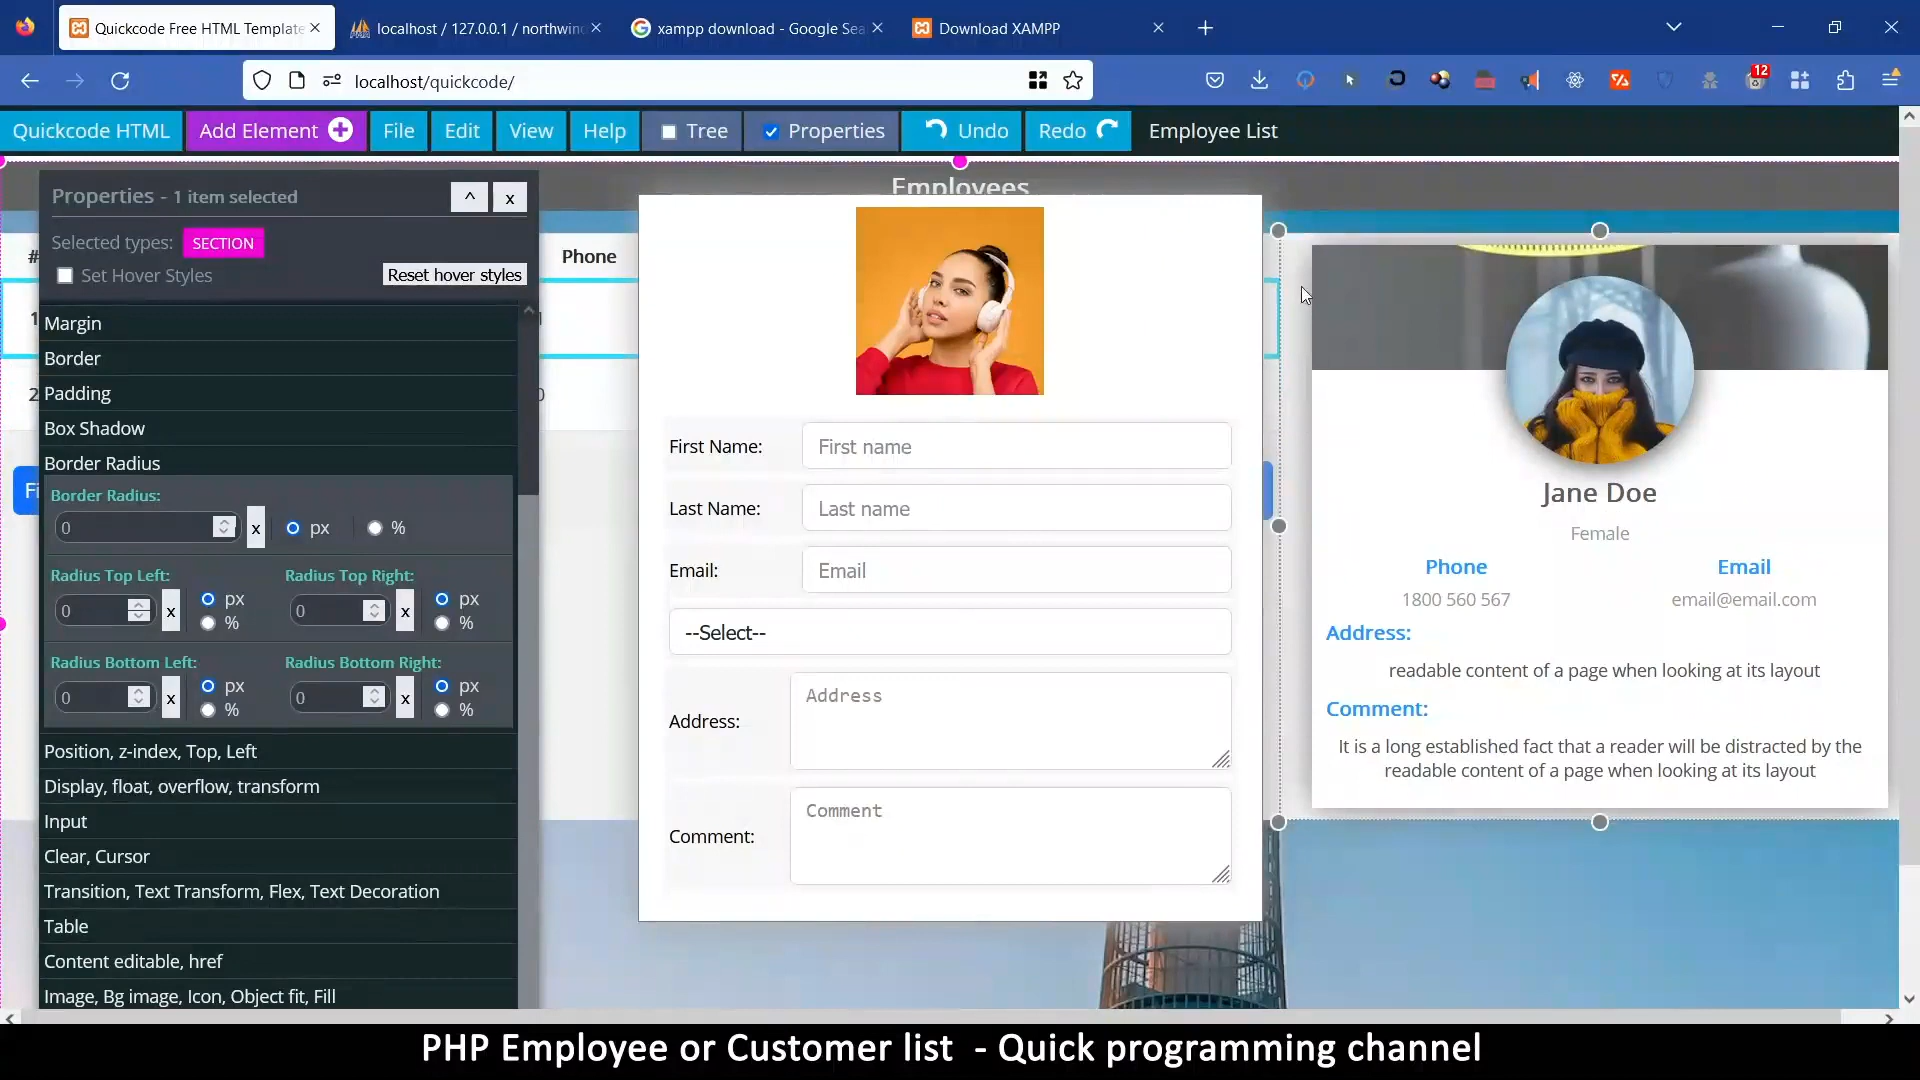 Quickcode Free HTML Template
localhost / 127.0.0.1 / northwind
xampp download - Google Sea
Download XAMPP
localhost/quickcode/
12
Quickcode HTML
Add Element
File
Edit
View
Help
Tree
Properties
Undo
Redo
Employee List
Employees
Properties - 1 item selected
^
x
Selected types: SECTION
Set Hover Styles
Reset hover styles
#
Phone
1
2
Fi
Margin
Border
Padding
Box Shadow
Border Radius
Border Radius:
0
x
px
%
Radius Top Left:
0
x
px
%
Radius Top Right:
0
x
px
%
Radius Bottom Left:
0
x
px
%
Radius Bottom Right:
0
x
px
%
Position, z-index, Top, Left
Display, float, overflow, transform
Input
Clear, Cursor
Transition, Text Transform, Flex, Text Decoration
Table
Content editable, href
Image, Bg image, Icon, Object fit, Fill
First Name:
First name
Last Name:
Last name
Email:
Email
--Select--
Address:
Address
Comment:
Comment
Jane Doe
Female
Phone
1800 560 567
Email
email@email.com
Address:
readable content of a page when looking at its layout
Comment:
It is a long established fact that a reader will be distracted by the
readable content of a page when looking at its layout
PHP Employee or Customer list - Quick programming channel